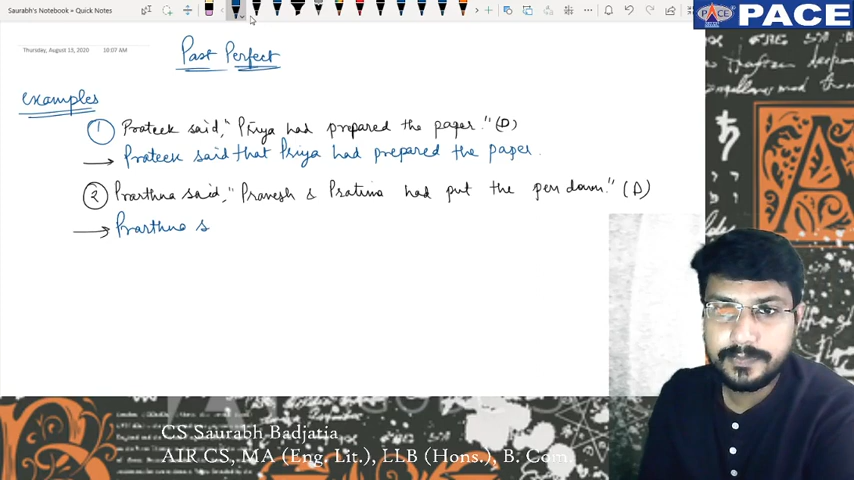 Saurabh's Notebook » Quick Notes
PACE
PACE
Thursday, August 13, 2020 10:07 AM
Past Perfect
examples
1 Prateek said, "Priya had prepared the paper." (D)
→ Prateek said that Priya had prepared the paper.
2 Prarthna said, "Pranesh & Pratima had put the pen down." (D)
→ Prarthna s
CS Saurabh Badjatia
AIR CS, MA (Eng. Lit.), LLB (Hons.), B. Com.